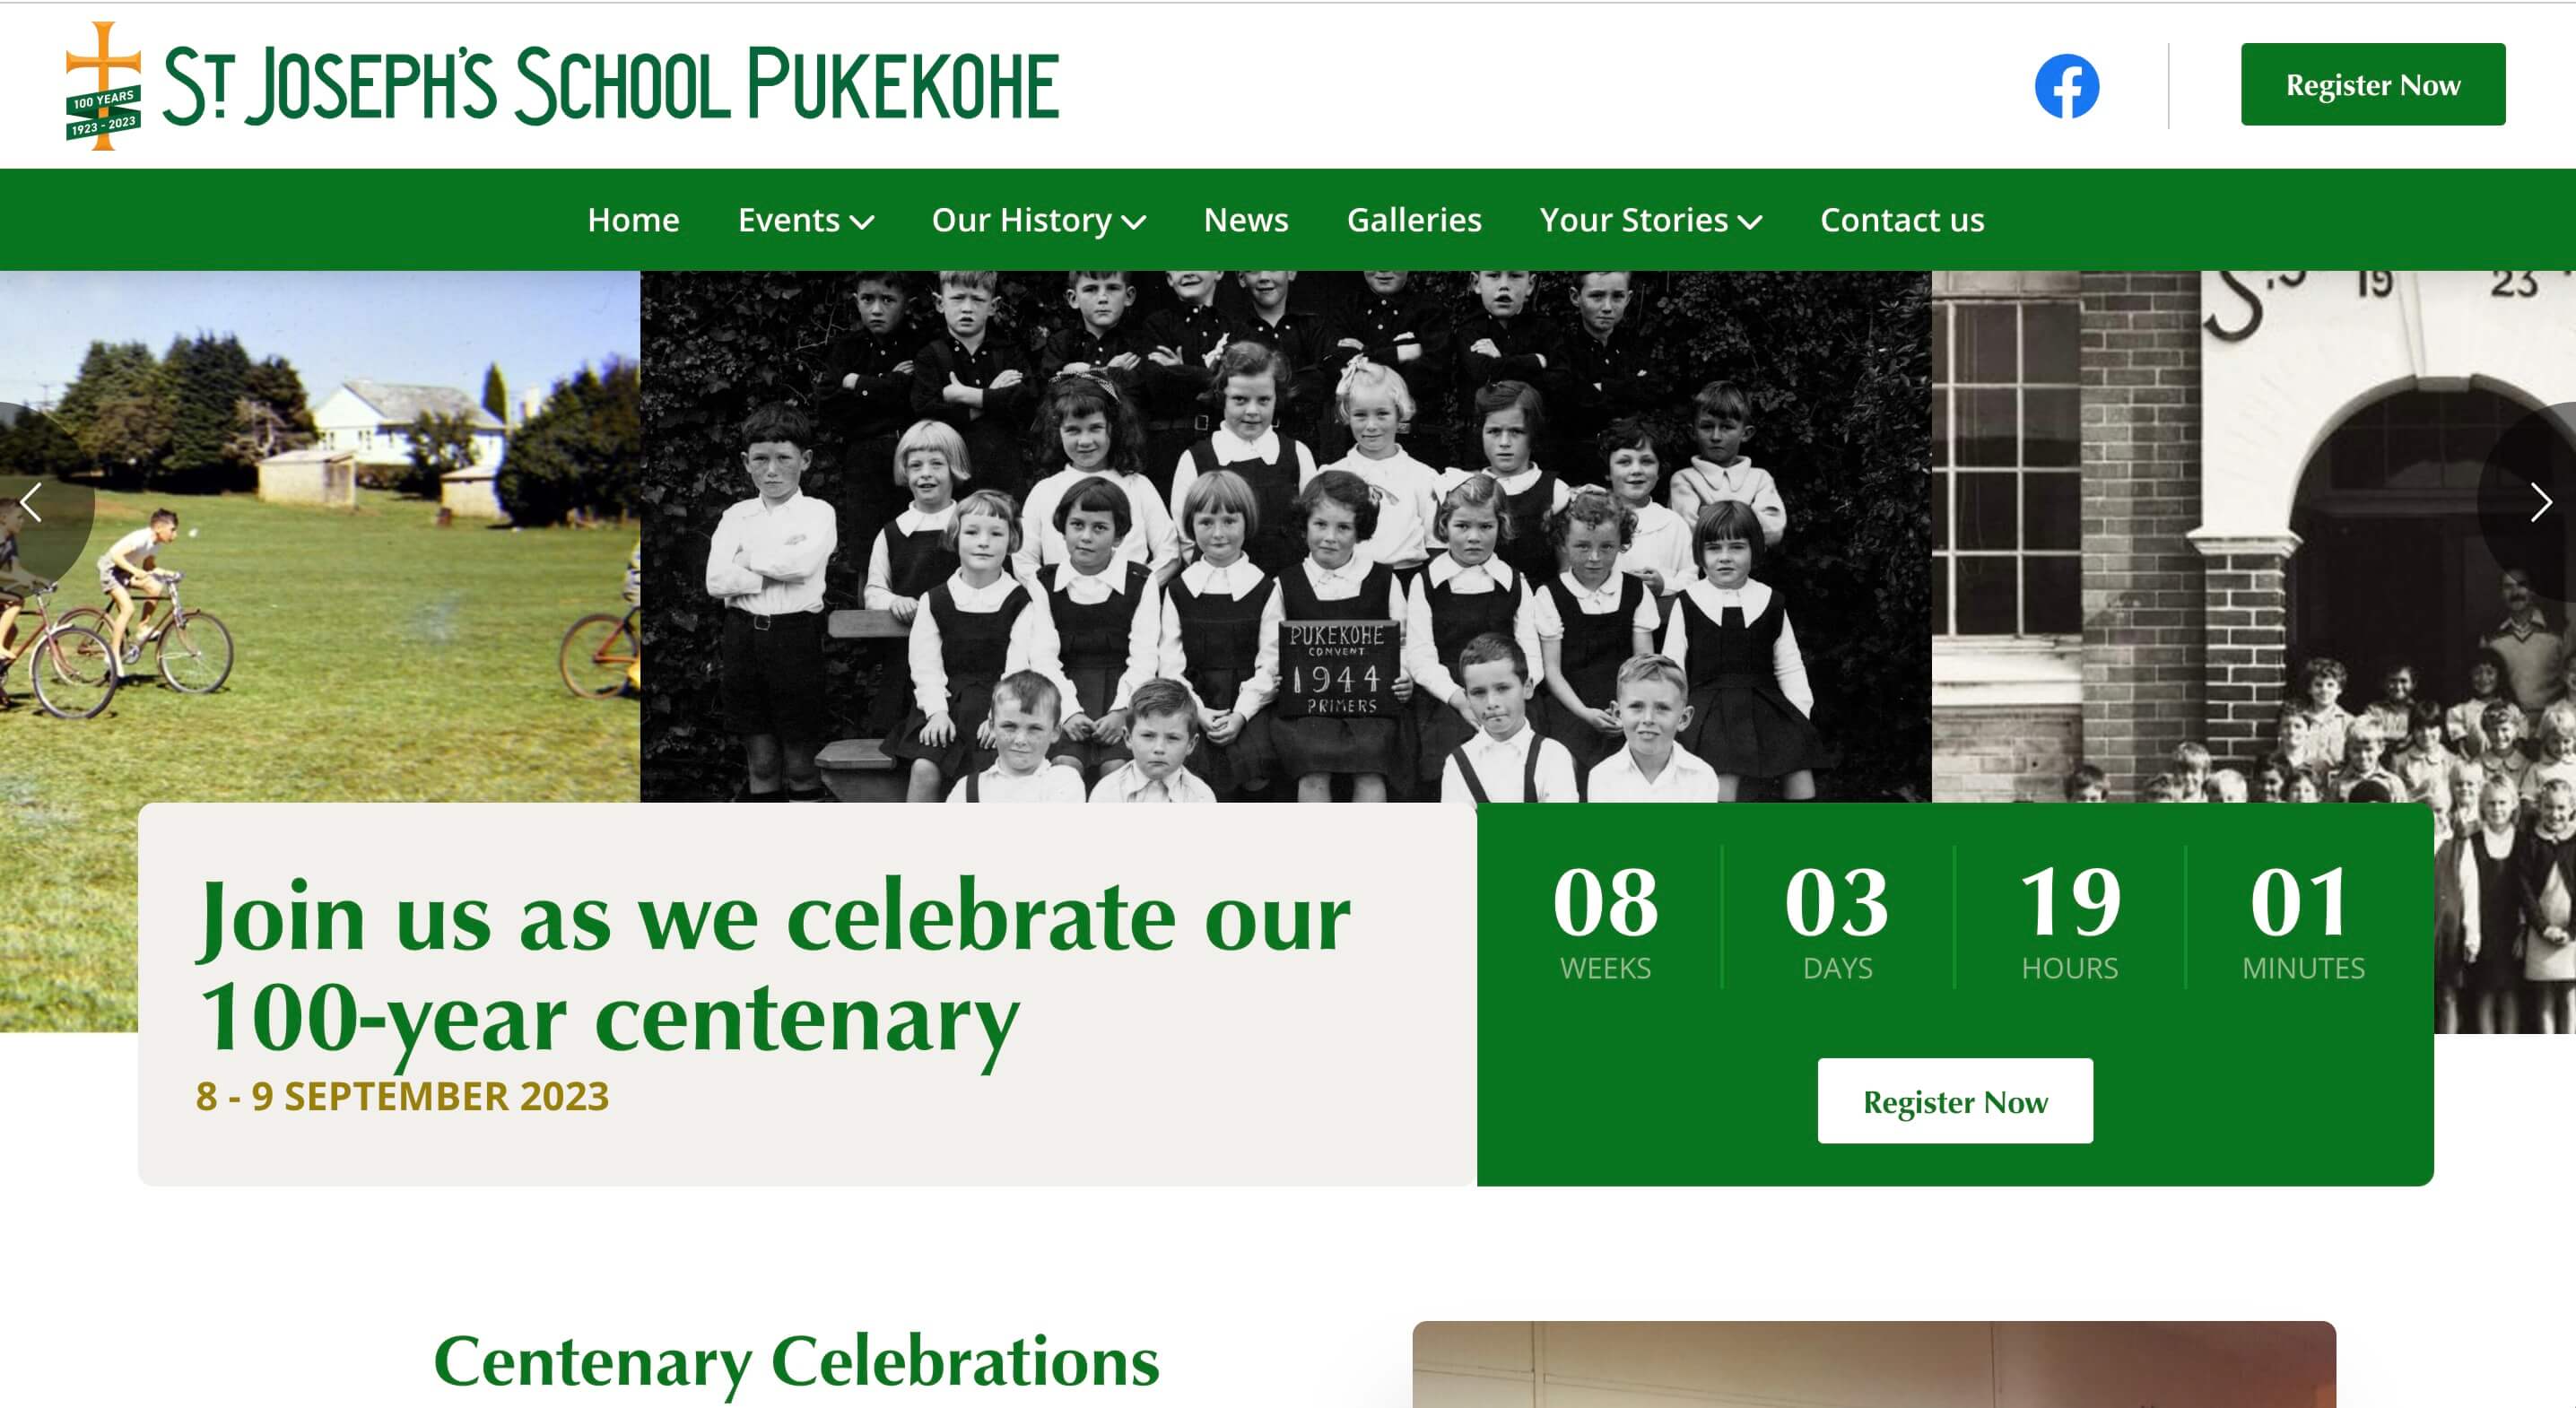 100 YEARS
1923 - 2023
ST JOSEPH'S SCHOOL PUKEKOHE
Register Now
Home Events Our History News Galleries Your Stories Contact us
19 23
PUKEKOHE
CONVENT
1944
PRIMERS
Join us as we celebrate our
100-year centenary
8 - 9 SEPTEMBER 2023
08 03 19 01
WEEKS DAYS HOURS MINUTES
Register Now
Centenary Celebrations